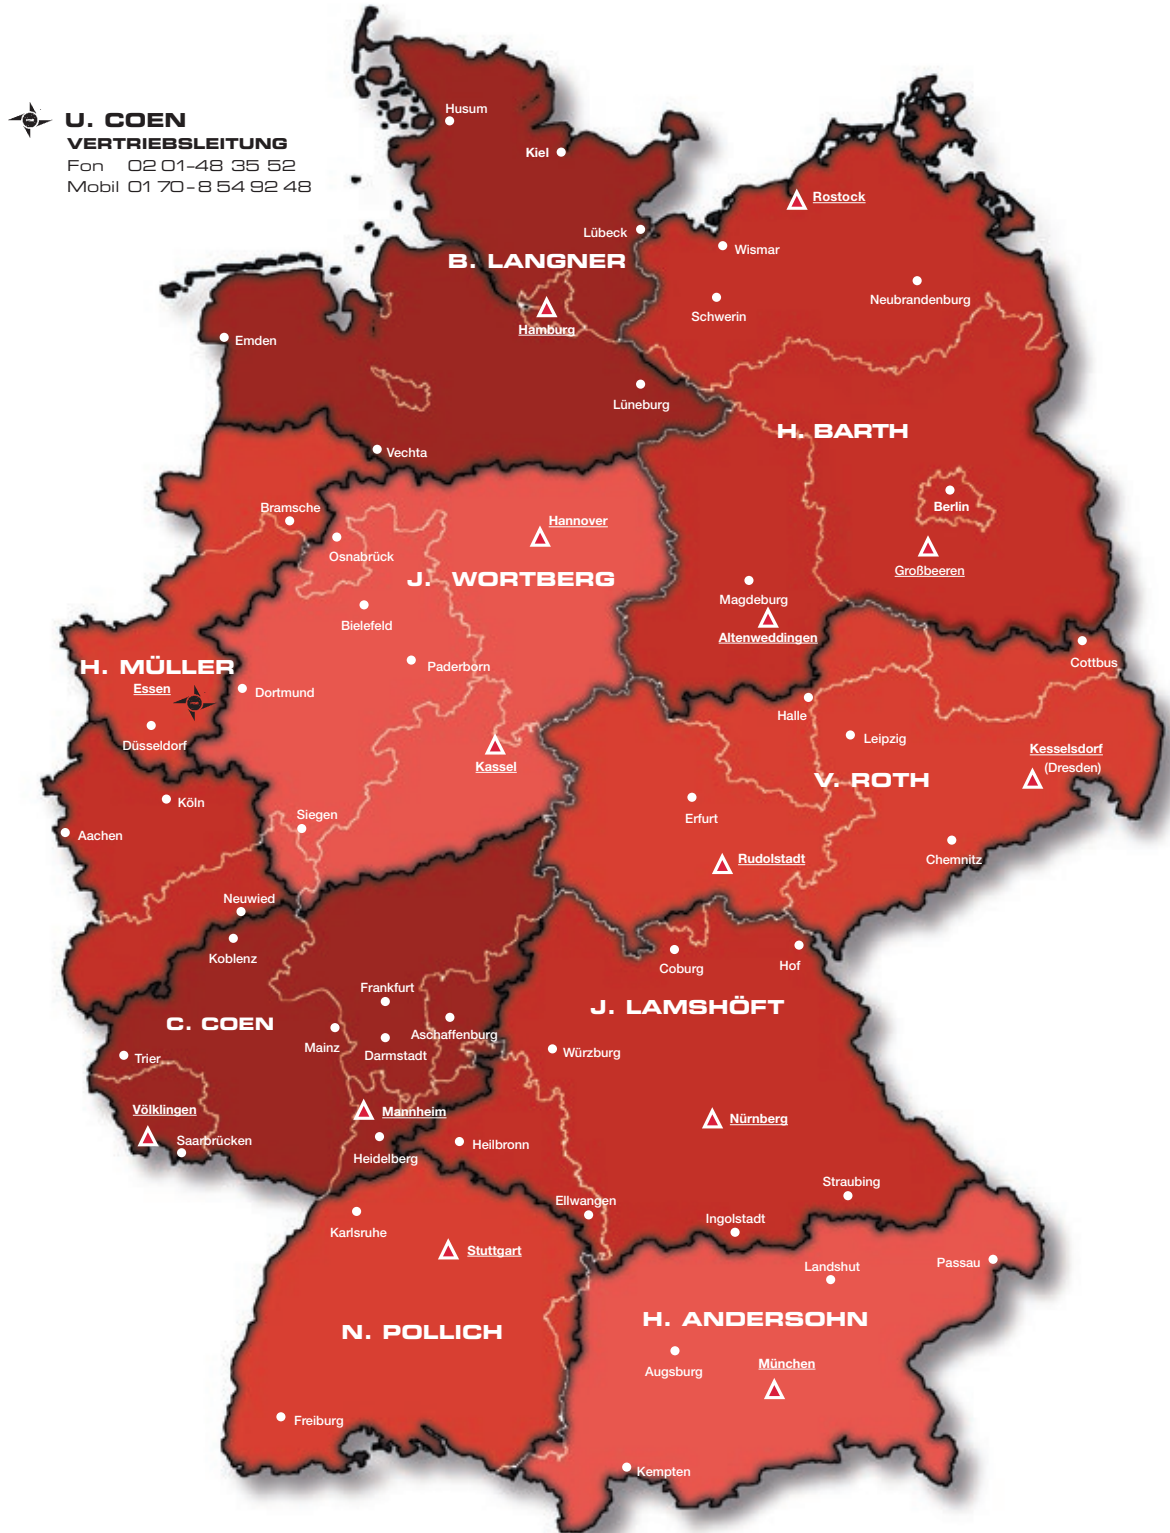 U. COEN
VERTRIEBSLEITUNG
Fon 02 01-48 35 52
Mobil 01 70-8 54 92 48
Husum
Kiel
Rostock
Lübeck
Wismar
B. LANGNER
Schwerin
Neubrandenburg
Hamburg
Emden
Lüneburg
H. BARTH
Vechta
Bramsche
Berlin
Hannover
Osnabrück
Großbeeren
J. WORTBERG
Magdeburg
Bielefeld
Altenweddingen
H. MÜLLER
Paderborn
Cottbus
Essen
Dortmund
Halle
Düsseldorf
Leipzig
Kesselsdorf
(Dresden)
Kassel
V. ROTH
Köln
Siegen
Erfurt
Aachen
Rudolstadt
Chemnitz
Neuwied
Koblenz
Coburg
Hof
Frankfurt
J. LAMSHÖFT
C. COEN
Aschaffenburg
Mainz
Darmstadt
Würzburg
Trier
Völklingen
Mannheim
Nürnberg
Saarbrücken
Heilbronn
Heidelberg
Straubing
Ellwangen
Ingolstadt
Karlsruhe
Stuttgart
Landshut
Passau
H. ANDERSOHN
N. POLLICH
München
Augsburg
Freiburg
Kempten